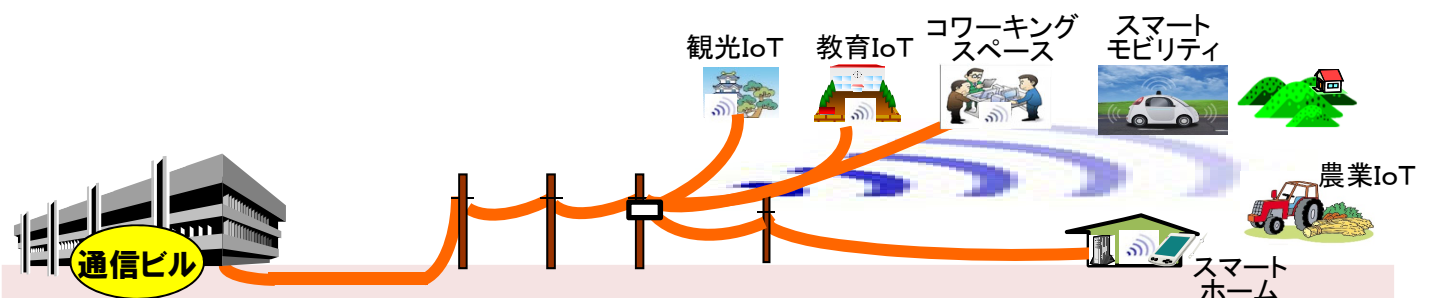 観光IoT
教育IoT
コワーキング
スペース
スマート
モビリティ
農業IoT
通信ビル
スマート
ホーム